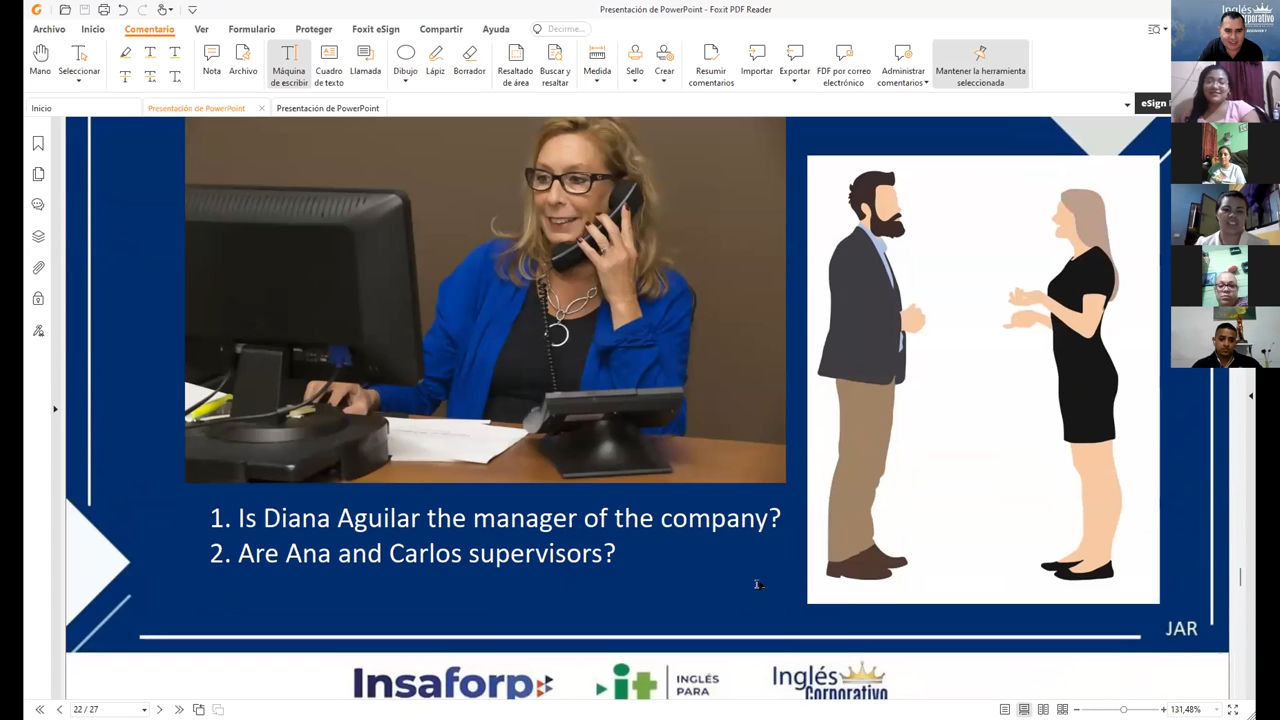 Presentación de PowerPoint - Foxit PDF Reader
Archivo Inicio Comentario Ver Formulario Proteger Foxit eSign Compartir Ayuda Decirme...
Mano
Seleccionar
Nota
Archivo
Máquina
de escribir
Cuadro
de texto
Llamada
Dibujo
Lápiz
Borrador
Resaltado
de área
Buscar y
resaltar
Medida
Sello
Crear
Resumir
comentarios
Importar
Exportar
FDF por correo
electrónico
Administrar
comentarios
Mantener la herramienta
seleccionada
Inicio
Presentación de PowerPoint
Presentación de PowerPoint
eSign
Inglés
Corporativo
1. Is Diana Aguilar the manager of the company?
2. Are Ana and Carlos supervisors?
JAR
Insaforp
it
INGLÉS
PARA
Inglés
Corporativo
22 / 27
131,48%